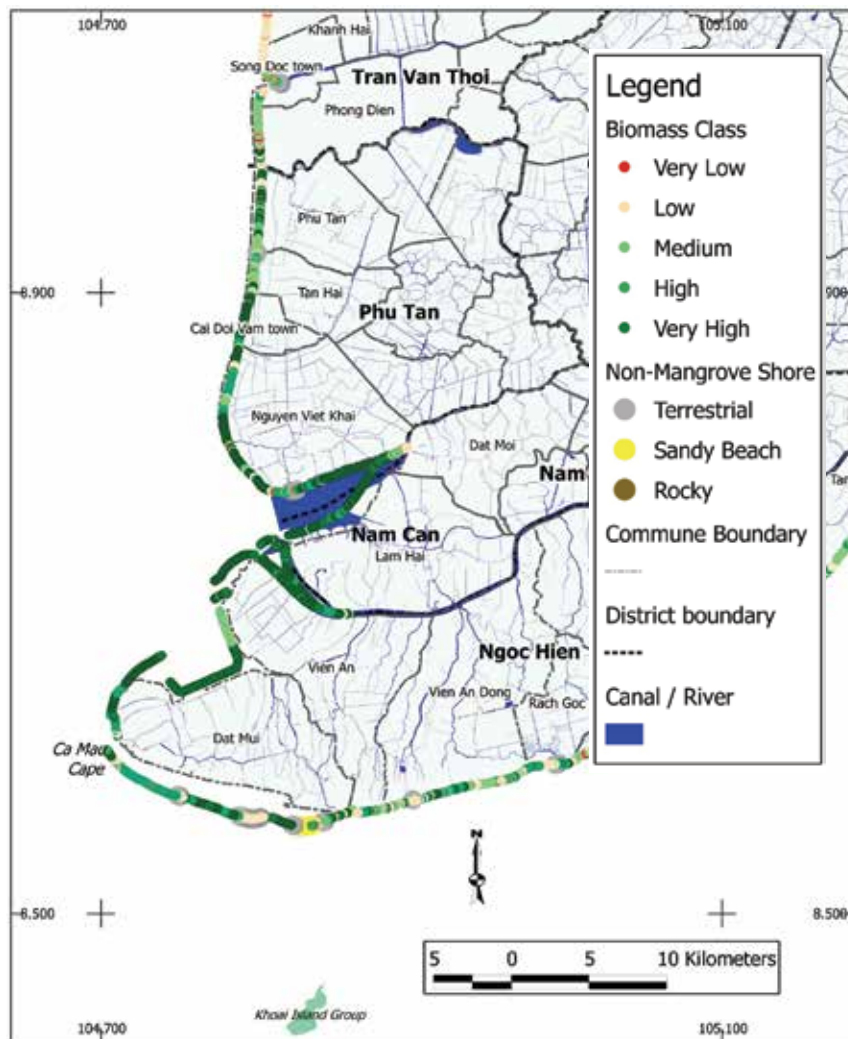 104.700
105.100
Khanh Hai
Song Doc town
Tran Van Thoi
Phong Dien
Phu Tan
8.900
Tan Hai
Phu Tan
Cai Doi Vam town
Nguyen Viet Khai
Dat Moi
Nam
Nam Can
Lam Hai
Ngoc Hien
Vien An
Vien An Dong
Rach Goc
Dat Mui
Ca Mau
Cape
Legend
Biomass Class
Very Low
Low
Medium
High
Very High
Non-Mangrove Shore
Terrestrial
Sandy Beach
Rocky
Commune Boundary
District boundary
Canal / River
900
Tar
N
8.500
8.500
5 0 5 10 Kilometers
Khoai Island Group
104.700
105.100